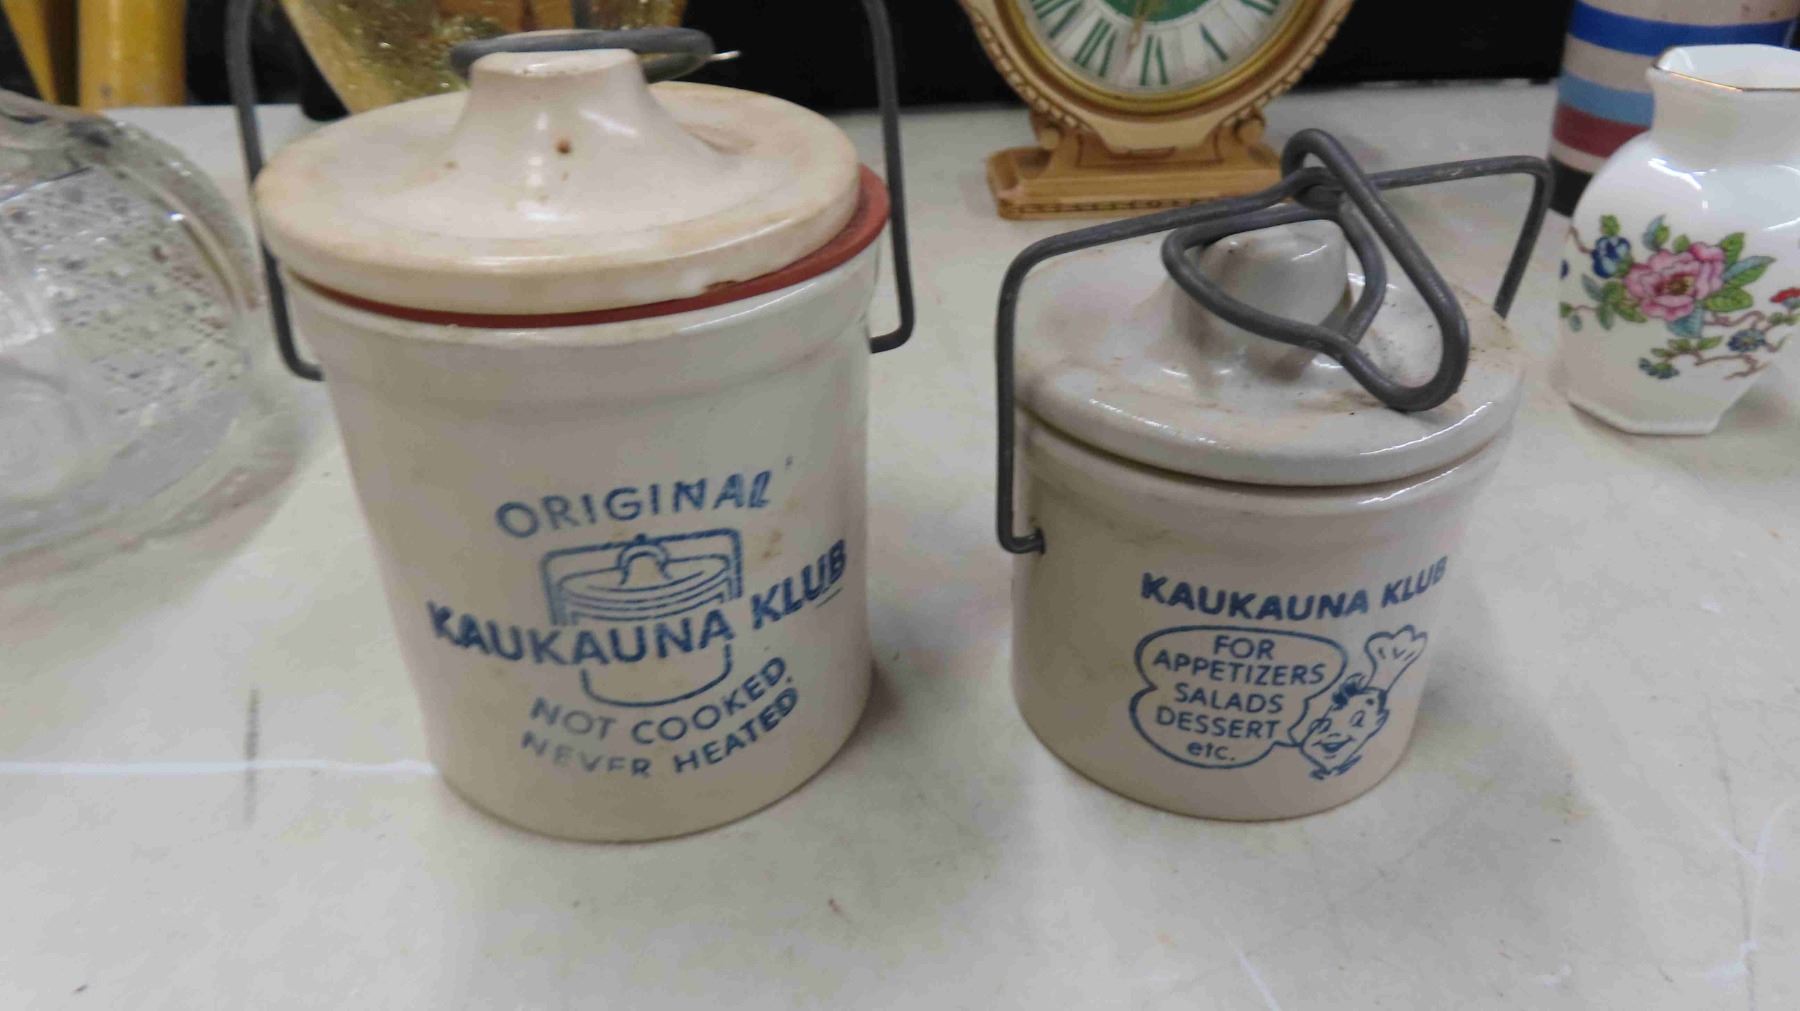 ORIGINAL
KAUKAUNA KLUB
NOT COOKED,
NEVER HEATED
KAUKAUNA KLUB
FOR
APPETIZERS
SALADS
DESSERT
etc.